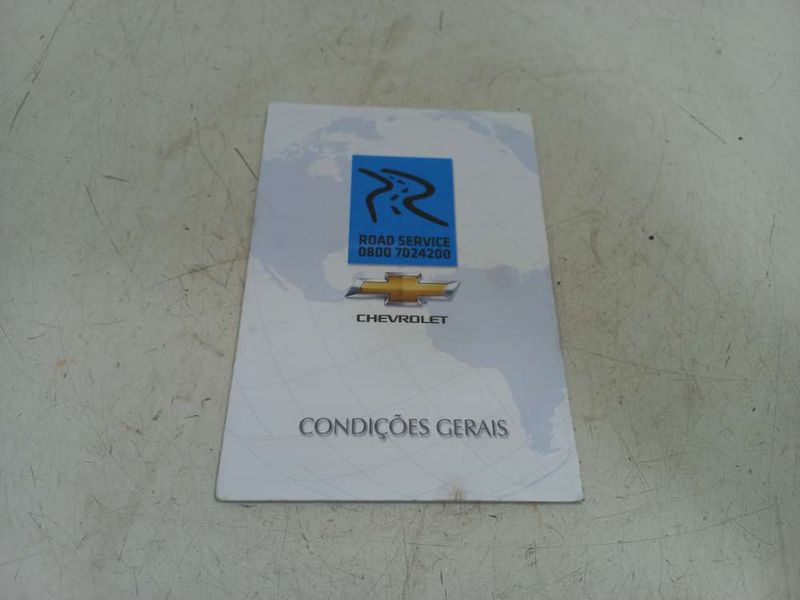 ROAD SERVICE
0800 7024200
CHEVROLET
CONDIÇÕES GERAIS